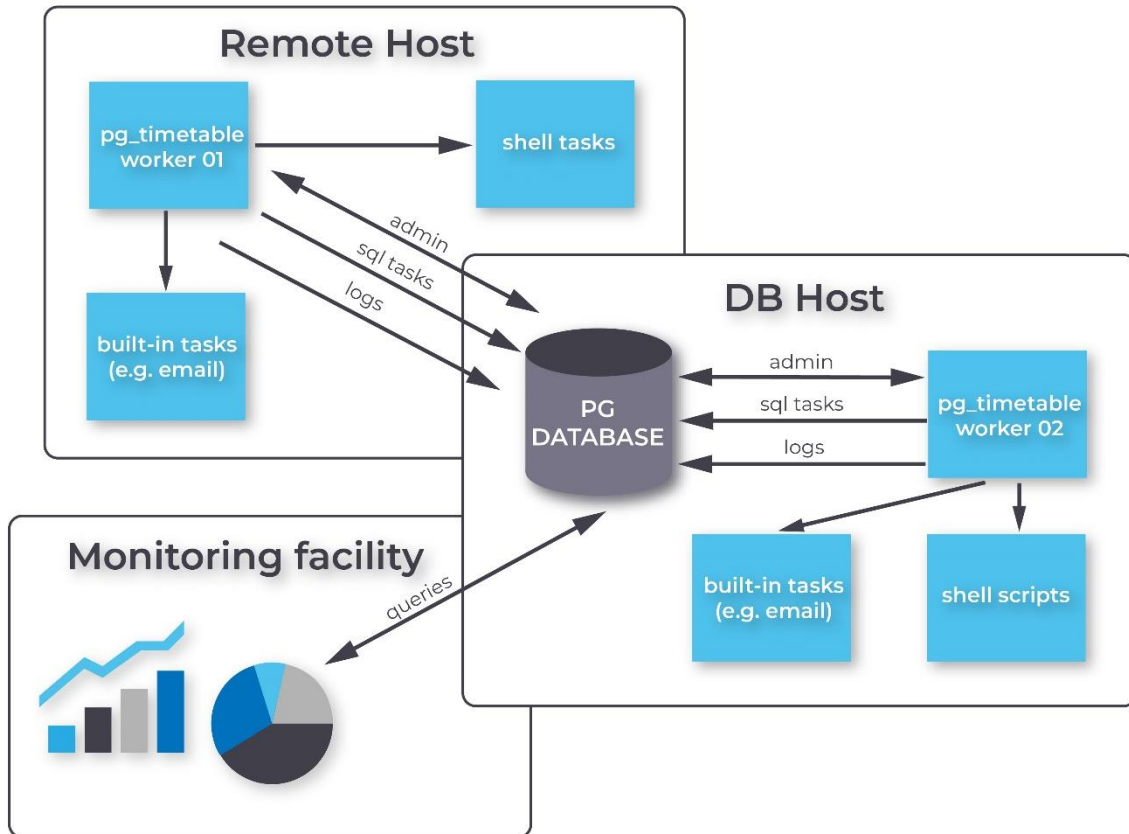 Remote Host
pg_timetable
worker 01
shell tasks
admin
sql tasks
logs
built-in tasks
(e.g. email)
DB Host
PG
DATABASE
admin
sql tasks
logs
pg_timetable
worker 02
built-in tasks
(e.g. email)
shell scripts
Monitoring facility
queries